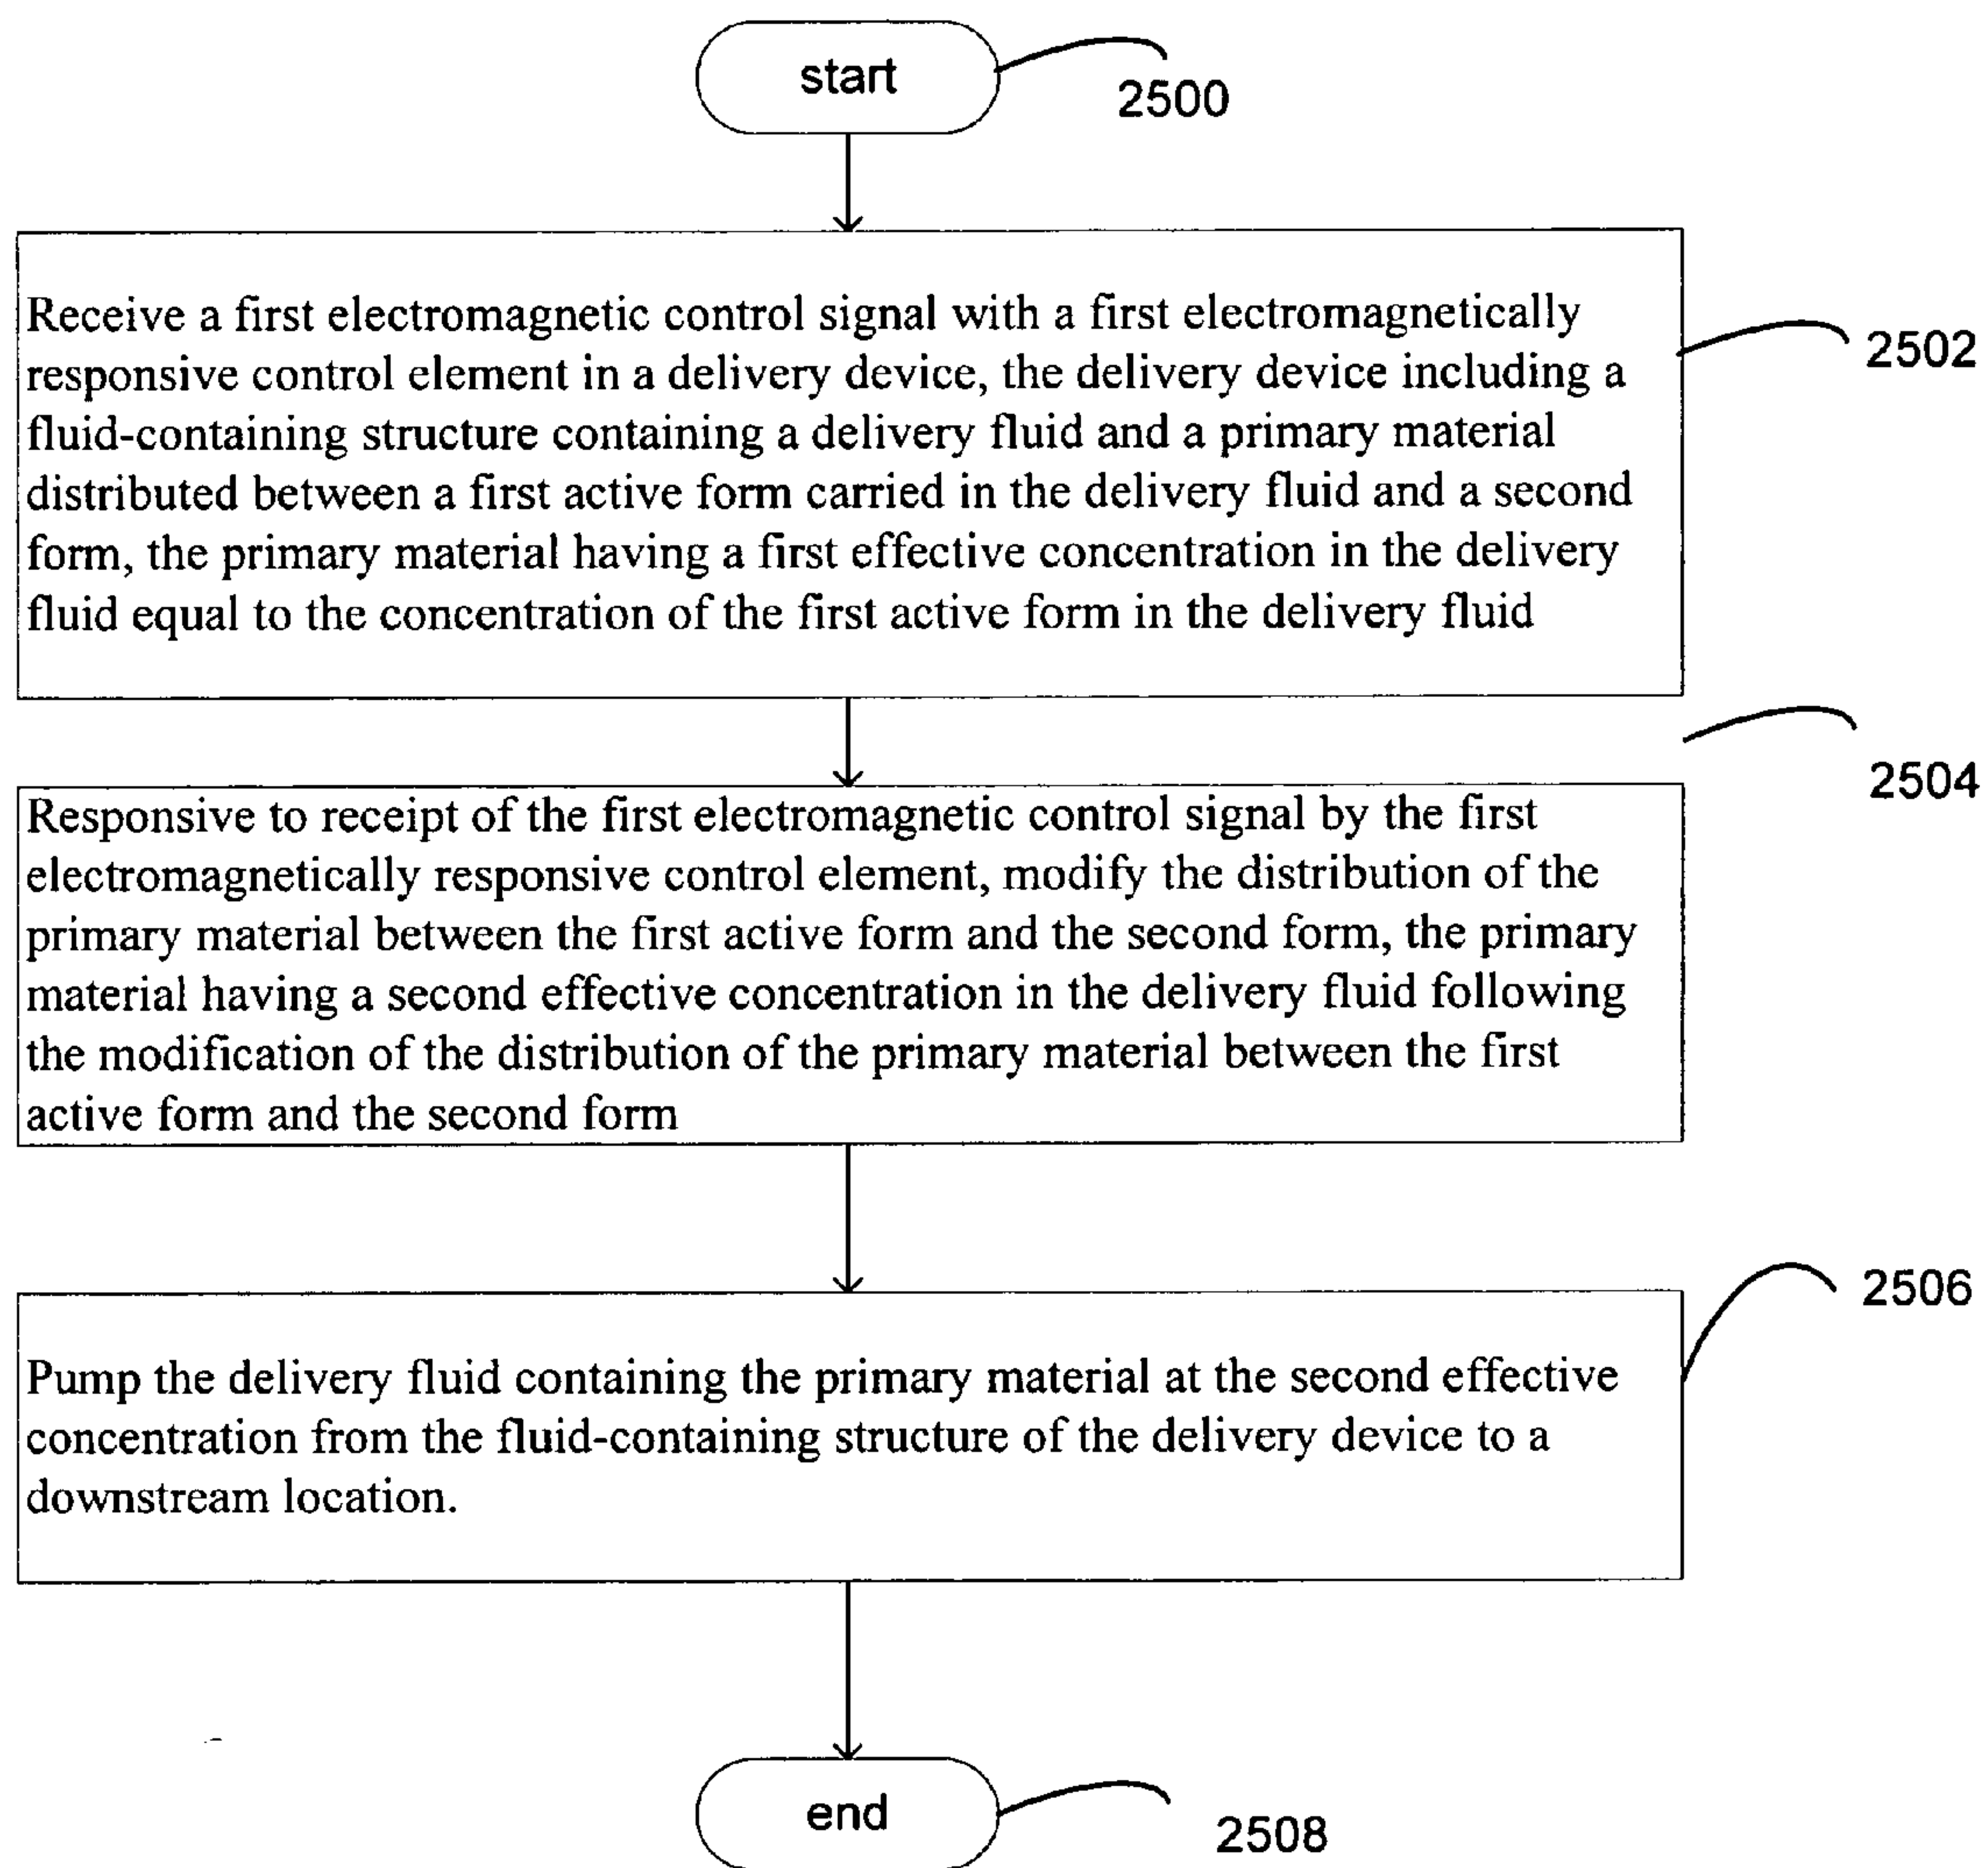 start
2500
Receive a first electromagnetic control signal with a first electromagnetically
responsive control element in a delivery device, the delivery device including a
fluid-containing structure containing a delivery fluid and a primary material
distributed between a first active form carried in the delivery fluid and a second
form, the primary material having a first effective concentration in the delivery
fluid equal to the concentration of the first active form in the delivery fluid
2502
2504
Responsive to receipt of the first electromagnetic control signal by the first
electromagnetically responsive control element, modify the distribution of the
primary material between the first active form and the second form, the primary
material having a second effective concentration in the delivery fluid following
the modification of the distribution of the primary material between the first
active form and the second form
2506
Pump the delivery fluid containing the primary material at the second effective
concentration from the fluid-containing structure of the delivery device to a
downstream location.
end
2508